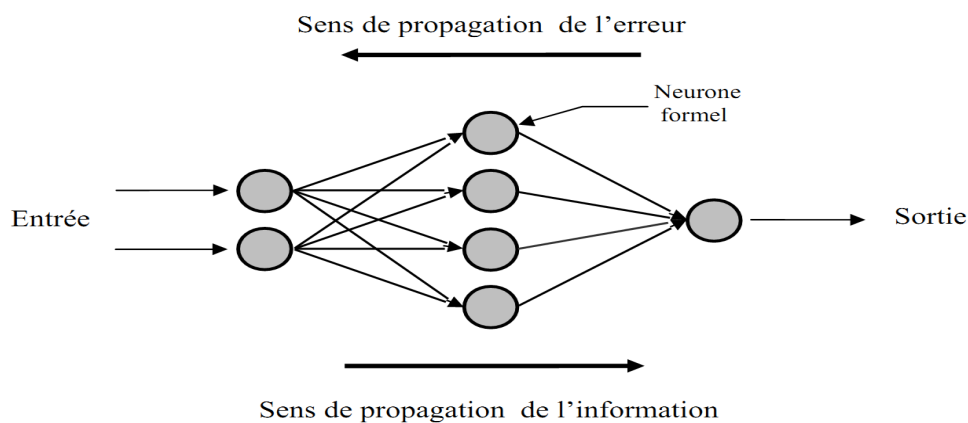 Sens de propagation de l’erreur
Neurone
formel
Entrée
Sortie
Sens de propagation de l’information